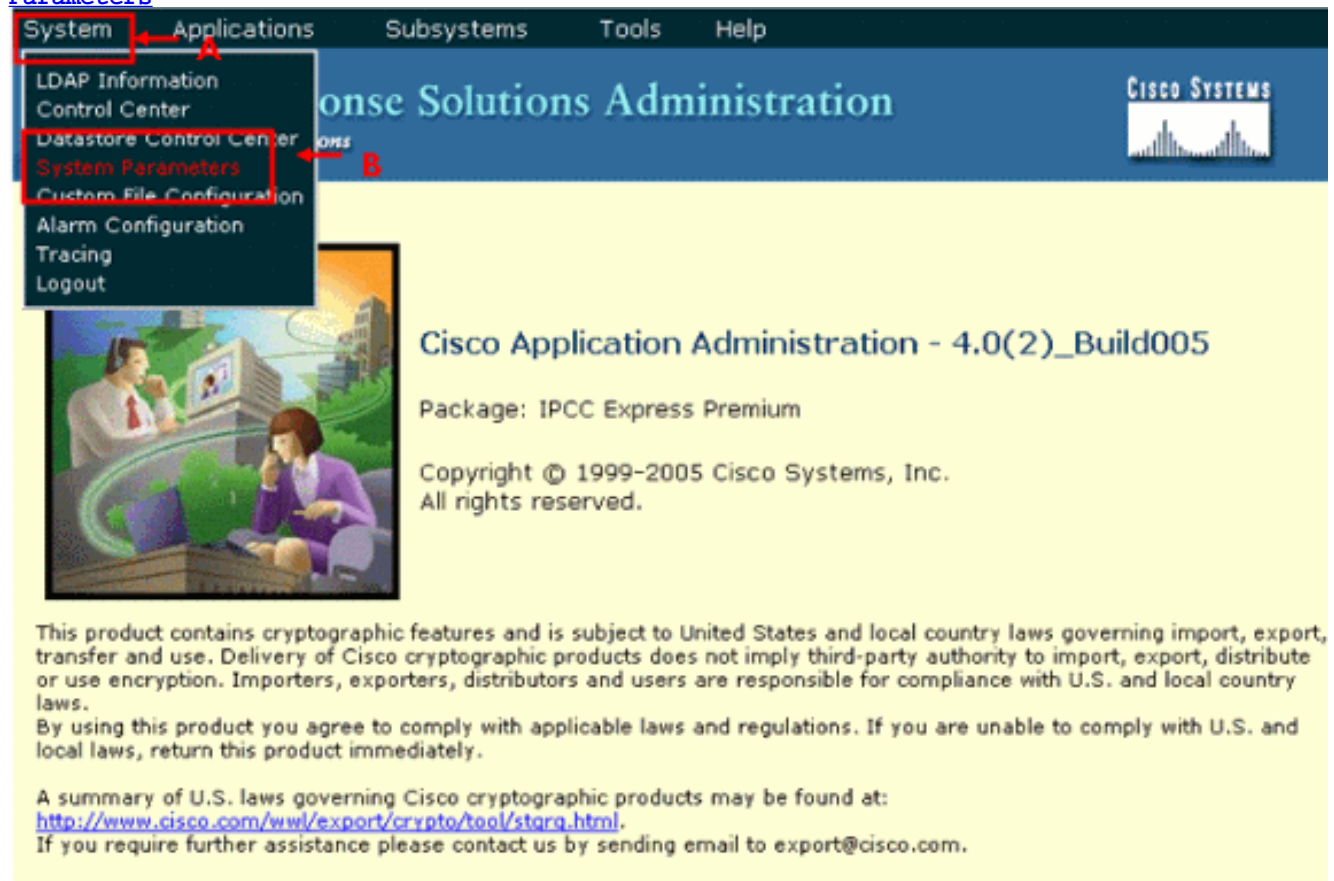 Parameters
System Applications Subsystems Tools Help
A
LDAP Information
Control Center
Datastore Control Center
System Parameters
Custom File Configuration
Alarm Configuration
Tracing
Logout
B
onse Solutions Administration
ons
CISCO SYSTEMS
Cisco Application Administration - 4.0(2)_Build005
Package: IPCC Express Premium
Copyright © 1999-2005 Cisco Systems, Inc.
All rights reserved.
This product contains cryptographic features and is subject to United States and local country laws governing import, export,
transfer and use. Delivery of Cisco cryptographic products does not imply third-party authority to import, export, distribute
or use encryption. Importers, exporters, distributors and users are responsible for compliance with U.S. and local country
laws.
By using this product you agree to comply with applicable laws and regulations. If you are unable to comply with U.S. and
local laws, return this product immediately.
A summary of U.S. laws governing Cisco cryptographic products may be found at:
http://www.cisco.com/wwl/export/crypto/tool/stqrg.html.
If you require further assistance please contact us by sending email to export@cisco.com.